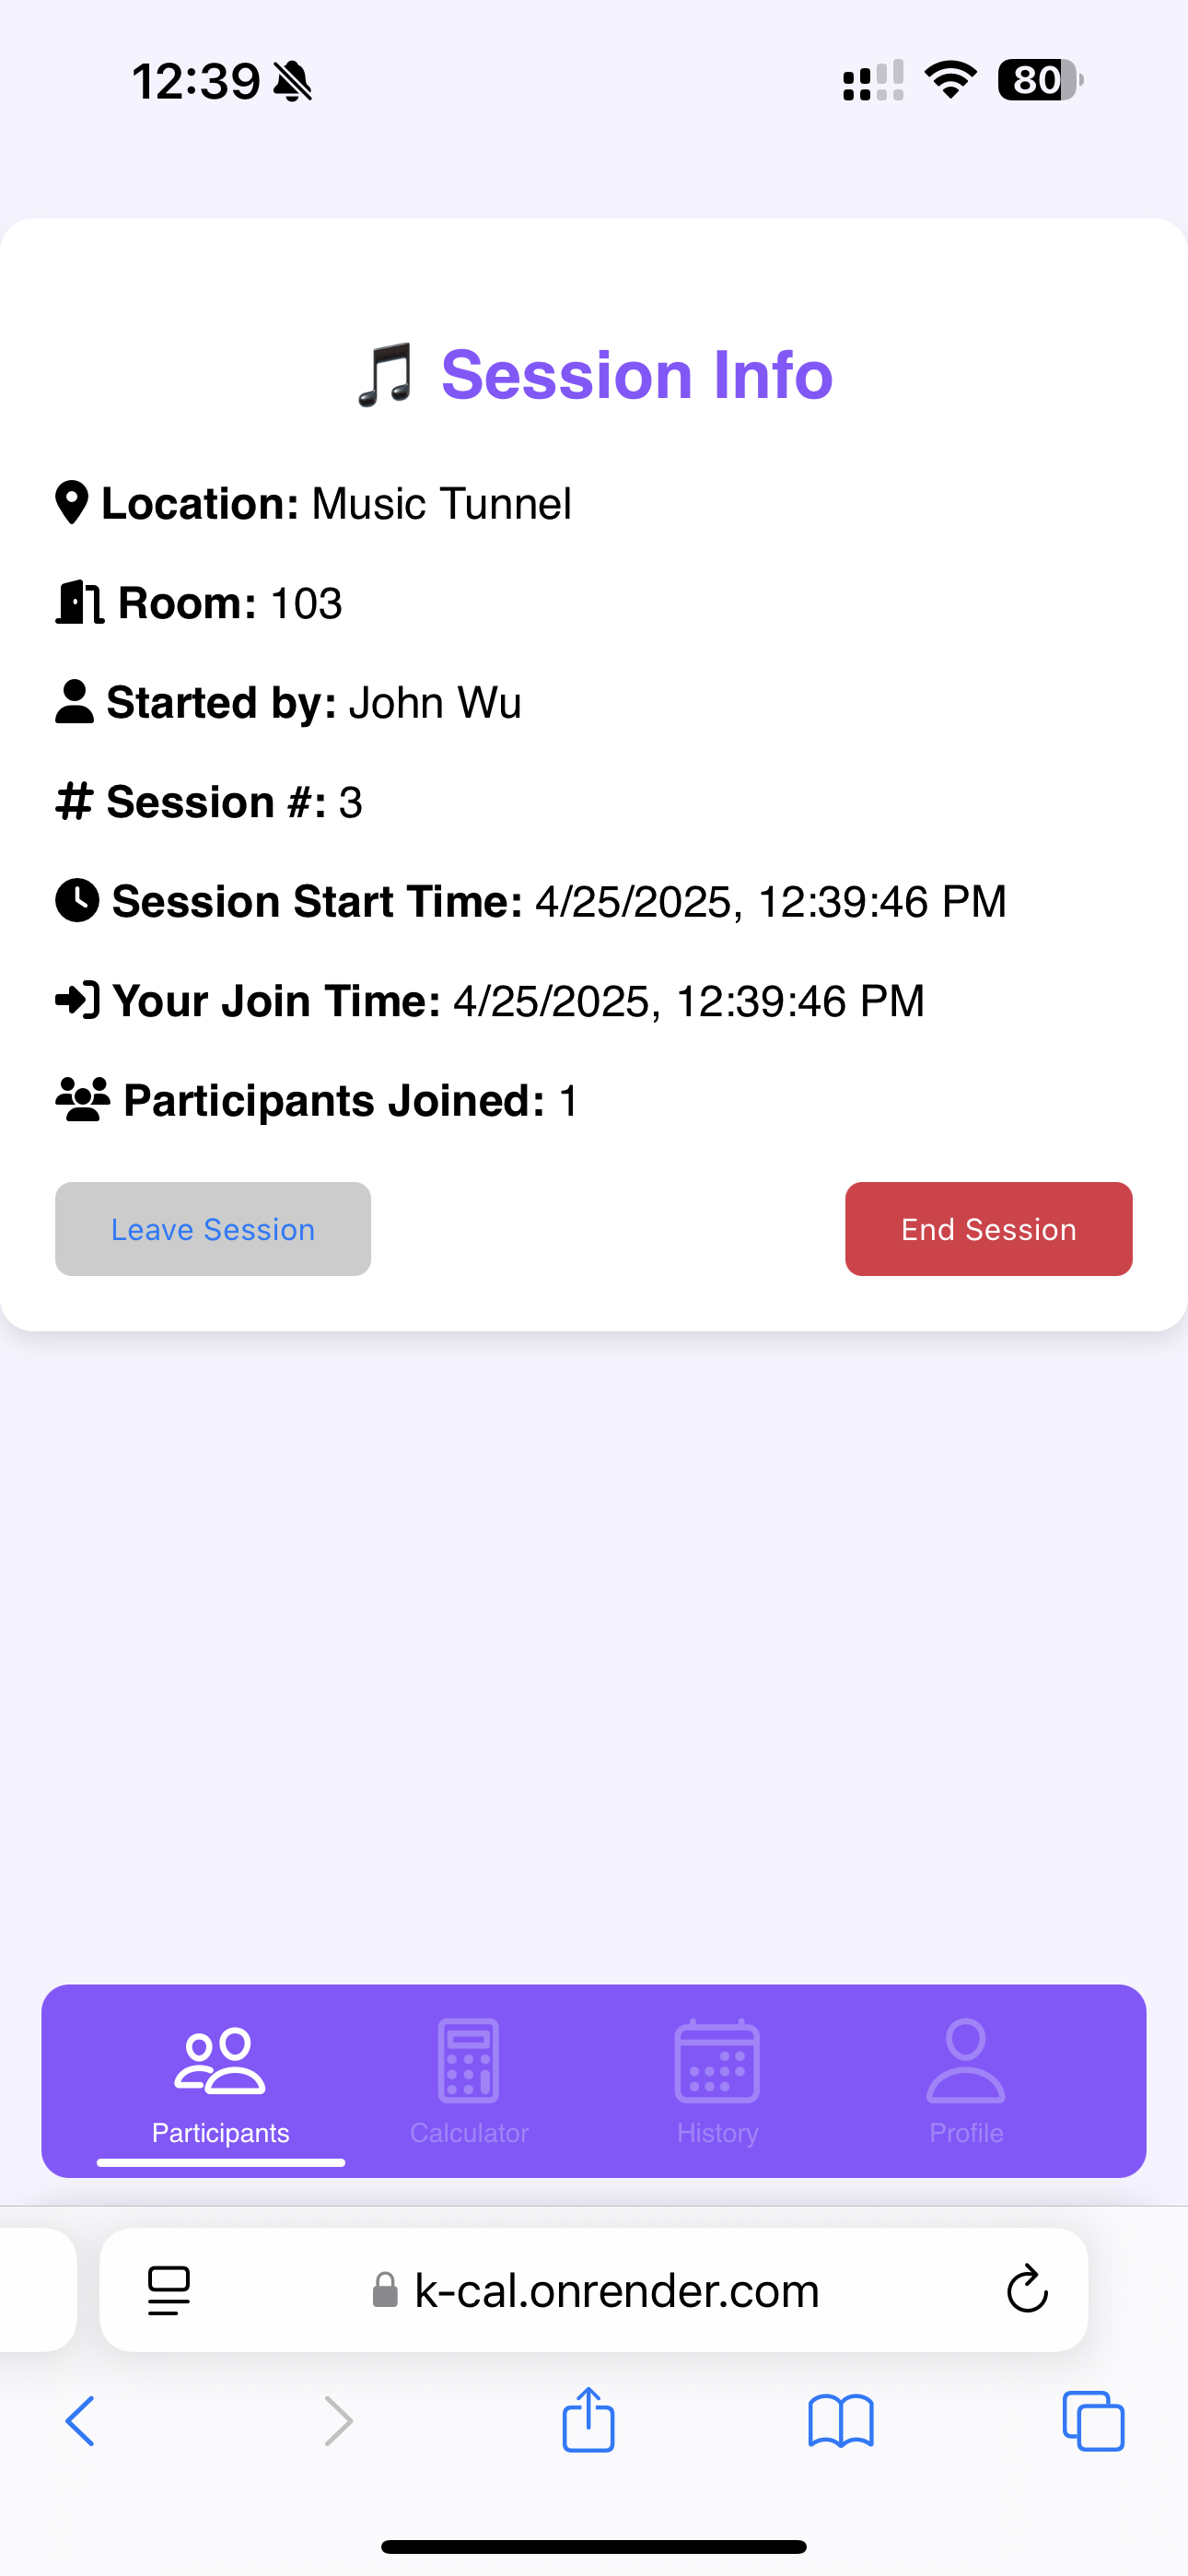 12:39
80
Session Info
Location: Music Tunnel
Room: 103
Started by: John Wu
Session #: 3
Session Start Time: 4/25/2025, 12:39:46 PM
Your Join Time: 4/25/2025, 12:39:46 PM
Participants Joined: 1
Leave Session
End Session
Participants
Calculator
History
Profile
k-cal.onrender.com